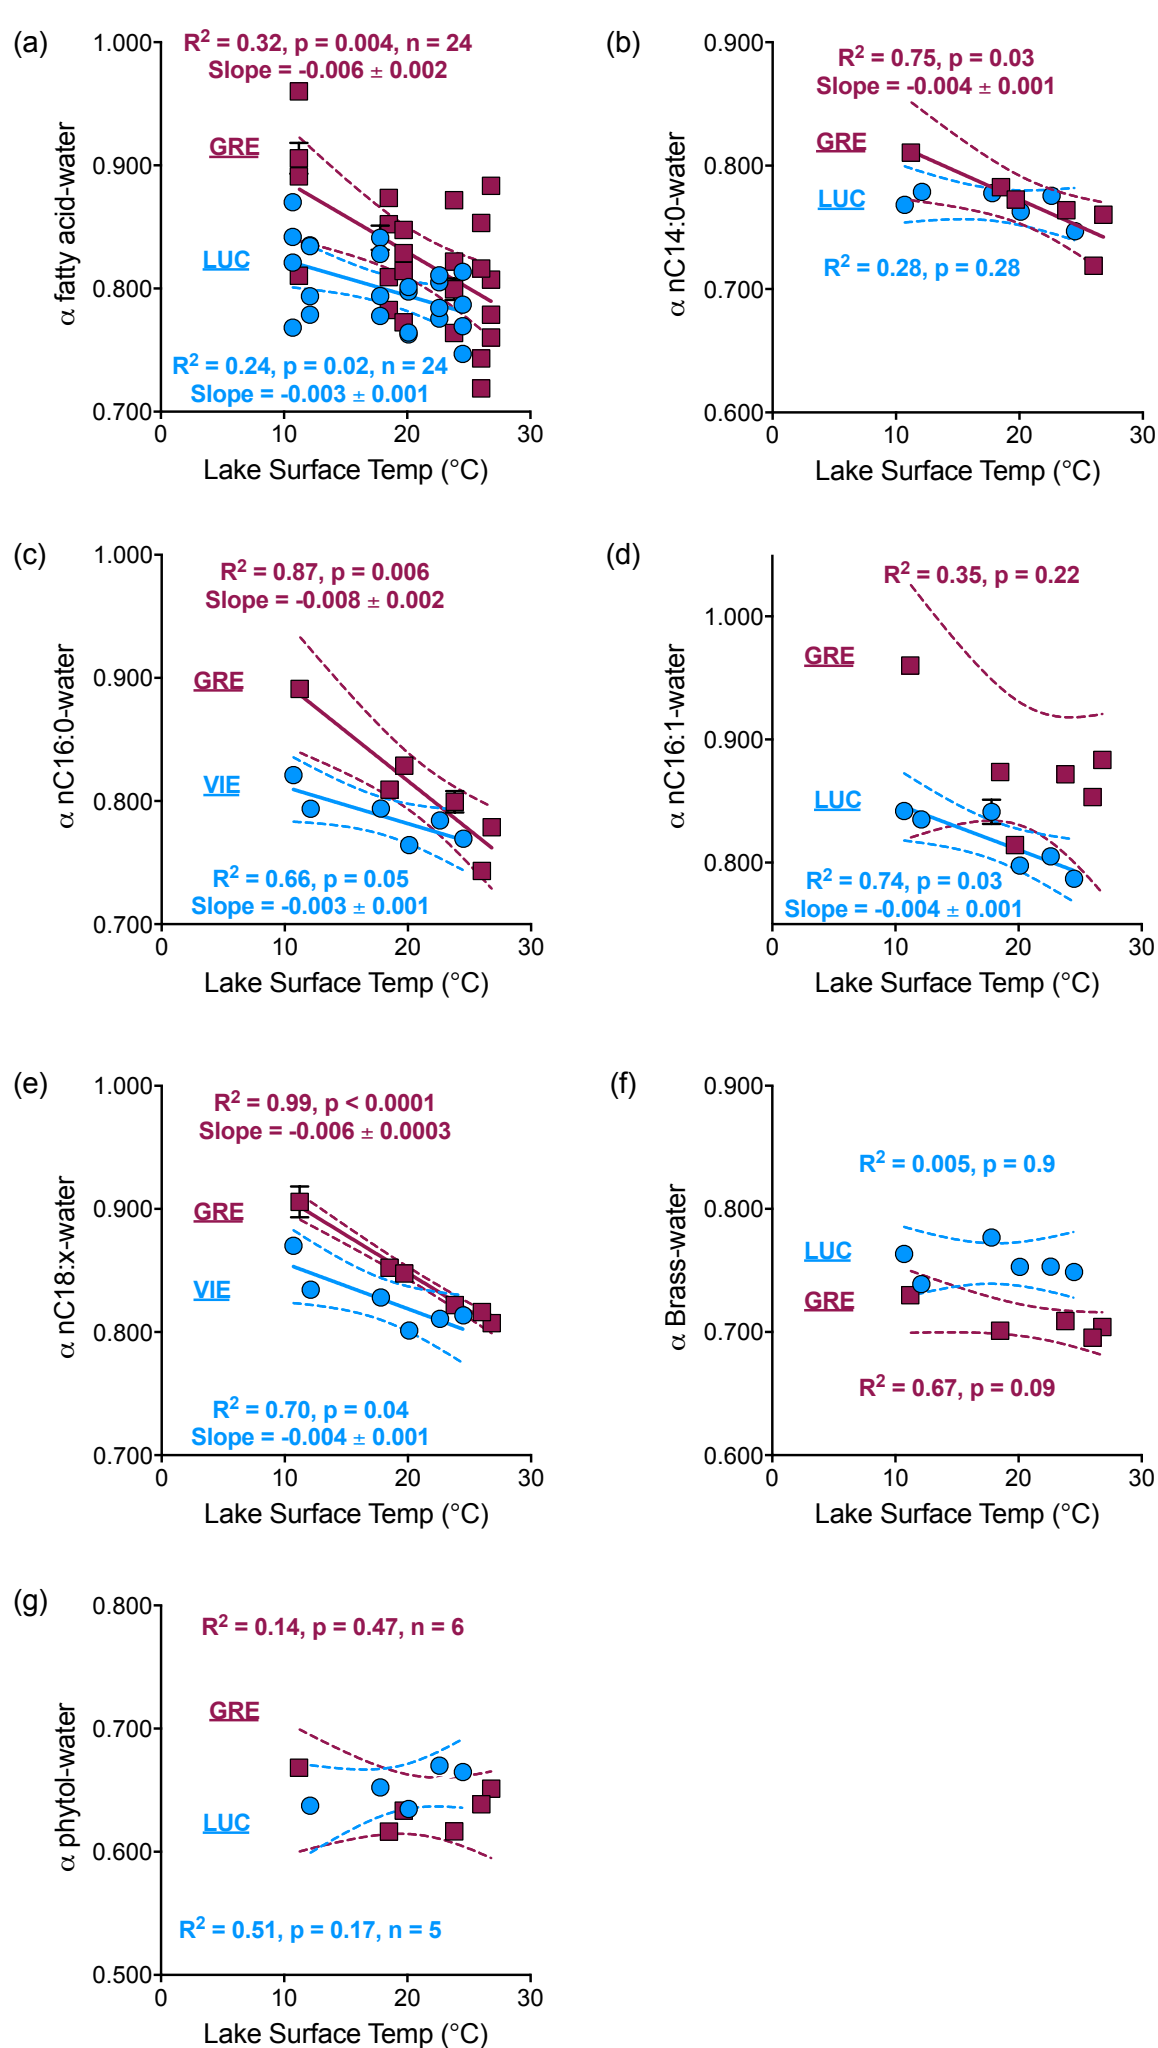 (a)
R² = 0.32, p = 0.004, n = 24
Slope = -0.006 ± 0.002
GRE
LUC
R² = 0.24, p = 0.02, n = 24
Slope = -0.003 ± 0.001
1.000
0.900
0.800
0.700
0 10 20 30
α fatty acid-water
Lake Surface Temp (°C)
(b)
R² = 0.75, p = 0.03
Slope = -0.004 ± 0.001
GRE
LUC
R² = 0.28, p = 0.28
0.900
0.800
0.700
0.600
0 10 20 30
α nC14:0-water
Lake Surface Temp (°C)
(c)
R² = 0.87, p = 0.006
Slope = -0.008 ± 0.002
GRE
VIE
R² = 0.66, p = 0.05
Slope = -0.003 ± 0.001
1.000
0.900
0.800
0.700
0 10 20 30
α nC16:0-water
Lake Surface Temp (°C)
(d)
R² = 0.35, p = 0.22
GRE
LUC
R² = 0.74, p = 0.03
Slope = -0.004 ± 0.001
1.000
0.900
0.800
0 10 20 30
α nC16:1-water
Lake Surface Temp (°C)
(e)
R² = 0.99, p < 0.0001
Slope = -0.006 ± 0.0003
GRE
VIE
R² = 0.70, p = 0.04
Slope = -0.004 ± 0.001
1.000
0.900
0.800
0.700
0 10 20 30
α nC18:x-water
Lake Surface Temp (°C)
(f)
R² = 0.005, p = 0.9
LUC
GRE
R² = 0.67, p = 0.09
0.900
0.800
0.700
0.600
0 10 20 30
α Brass-water
Lake Surface Temp (°C)
(g)
R² = 0.14, p = 0.47, n = 6
GRE
LUC
R² = 0.51, p = 0.17, n = 5
0.800
0.700
0.600
0.500
0 10 20 30
α phytol-water
Lake Surface Temp (°C)